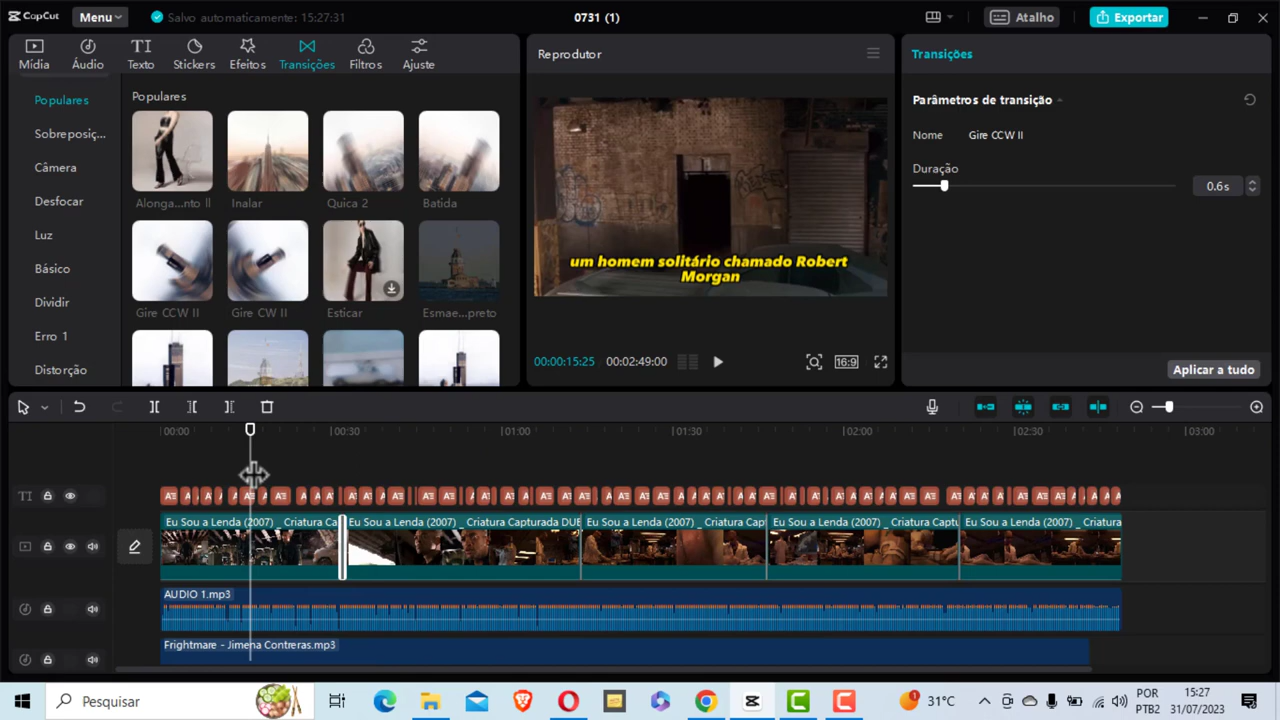 CapCut
Menu
Salvo automaticamente: 15:27:31
0731 (1)
Atalho
Exportar
Mídia
Áudio
Texto
Stickers
Efeitos
Transições
Filtros
Ajuste
Populares
Sobreposiç...
Câmera
Desfocar
Luz
Básico
Dividir
Erro 1
Distorção
Populares
Alonga...nto II
Inalar
Quica 2
Batida
Gire CCW II
Gire CW II
Esticar
Esmae...preto
Reprodutor
um homem solitário chamado Robert
Morgan
00:00:15:25
00:02:49:00
16:9
Transições
Parâmetros de transição
Nome
Gire CCW II
Duração
0.6s
Aplicar a tudo
00:00
00:30
01:00
01:30
02:00
02:30
03:00
TI
Eu Sou a Lenda (2007) _ Criatura Ca
Eu Sou a Lenda (2007) _ Criatura Capturada DUE
Eu Sou a Lenda (2007) _ Criatura Cap
Eu Sou a Lenda (2007) _ Criatura Captu
Eu Sou a Lenda (2007) _ Criatura
AUDIO 1.mp3
Frightmare - Jimena Contreras.mp3
Pesquisar
1
31°C
POR
PTB2
15:27
31/07/2023